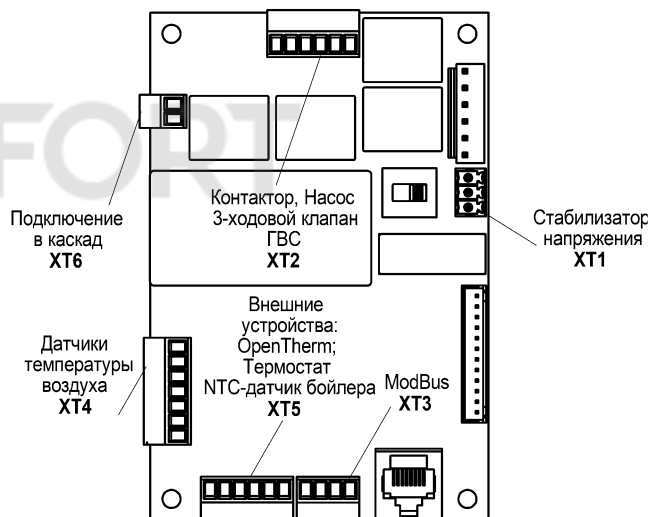 FORT
Контактор, Насос
3-ходовой клапан
ГВС
XT2
Подключение
в каскад
XT6
Стабилизатор
напряжения
XT1
Внешние
устройства:
OpenTherm;
Термостат
NTC-датчик бойлера
XT5
Датчики
температуры
воздуха
XT4
ModBus
XT3